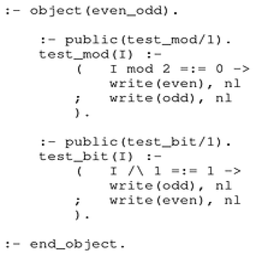 :- object(even_odd).
:- public(test_mod/1).
test_mod(I) :-
( I mod 2 =:= 0 ->
write(even), nl
; write(odd), nl
).
:- public(test_bit/1).
test_bit(I) :-
( I /\ 1 =:= 1 ->
write(odd), nl
; write(even), nl
).
:- end_object.